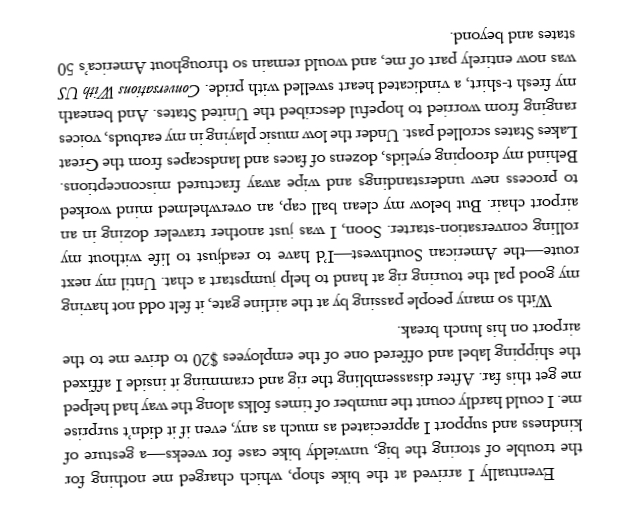 Eventually I arrived at the bike shop, which charged me nothing for
the trouble of storing the big, unwieldy bike case for weeks—a gesture of
kindness and support I appreciated as much as any, even if it didn't surprise
me. I could hardly count the number of times folks along the way had helped
me get this far. After disassembling the rig and cramming it inside I affixed
the shipping label and offered one of the employees $20 to drive me to the
airport on his lunch break.
With so many people passing by at the airline gate, it felt odd not having
my good pal the touring rig at hand to help jumpstart a chat. Until my next
route—the American Southwest—I'd have to readjust to life without my
rolling conversation-starter. Soon, I was just another traveler dozing in an
airport chair. But below my clean ball cap, an overwhelmed mind worked
to process new understandings and wipe away fractured misconceptions.
Behind my drooping eyelids, dozens of faces and landscapes from the Great
Lakes States scrolled past. Under the low music playing in my earbuds, voices
ranging from worried to hopeful described the United States. And beneath
my fresh t-shirt, a vindicated heart swelled with pride. Conversations With US
was now entirely part of me, and would remain so throughout America's 50
states and beyond.